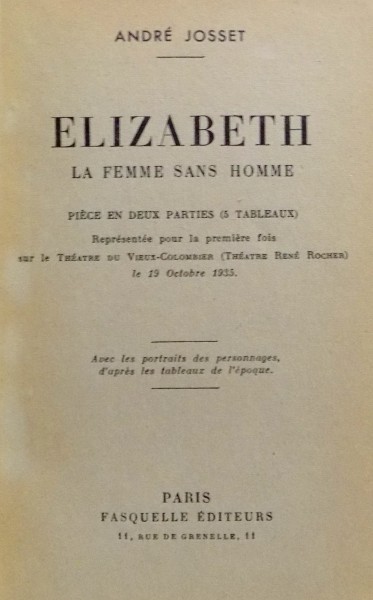 ANDRÉ JOSSET
ELIZABETH
LA FEMME SANS HOMME
PIÈCE EN DEUX PARTIES (5 TABLEAUX)
Représentée pour la première fois
sur le THÉATRE DU VIEUX-COLOMBIER (THÉATRE RENÉ ROCHER)
le 19 Octobre 1935.
Avec les portraits des personnages,
d'après les tableaux de l'époque.
PARIS
FASQUELLE ÉDITEURS
11, RUE DE GRENELLE, 11